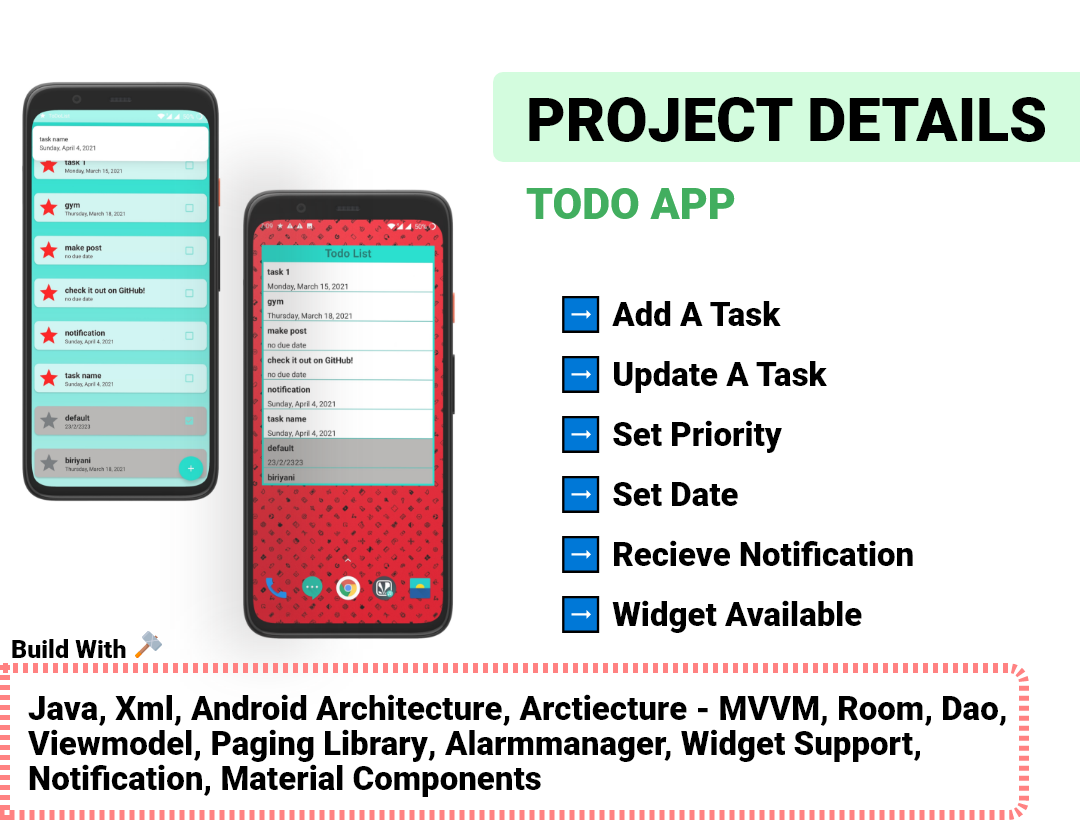 PROJECT DETAILS
TODO APP
task name
Sunday, April 4, 2021
task 1
Monday, March 15, 2021
gym
Thursday, March 18, 2021
make post
no due date
check it out on GitHub!
no due date
notification
Sunday, April 4, 2021
task name
Sunday, April 4, 2021
default
23/2/2323
biriyani
Thursday, March 18, 2021
+
50%
Todo List
task 1
Monday, March 15, 2021
gym
Thursday, March 18, 2021
make post
no due date
check it out on GitHub!
no due date
notification
Sunday, April 4, 2021
task name
Sunday, April 4, 2021
default
23/2/2323
biriyani
Add A Task
Update A Task
Set Priority
Set Date
Recieve Notification
Widget Available
Build With
Java, Xml, Android Architecture, Arctiecture - MVVM, Room, Dao,
Viewmodel, Paging Library, Alarmmanager, Widget Support,
Notification, Material Components